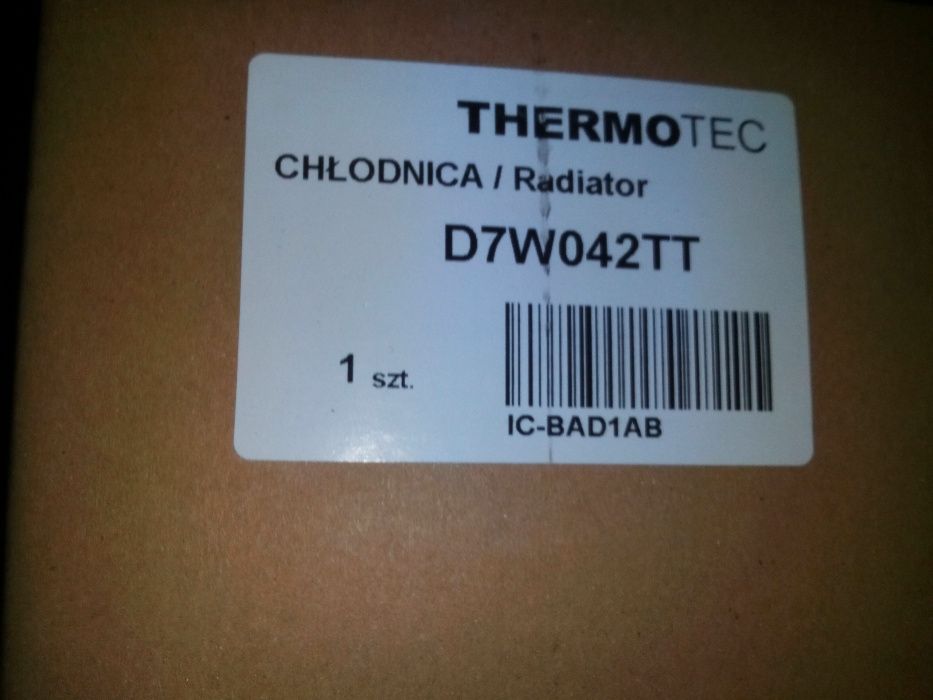 THERMOTEC
CHŁODNICA / Radiator
D7W042TT
1 szt.
IC-BAD1AB